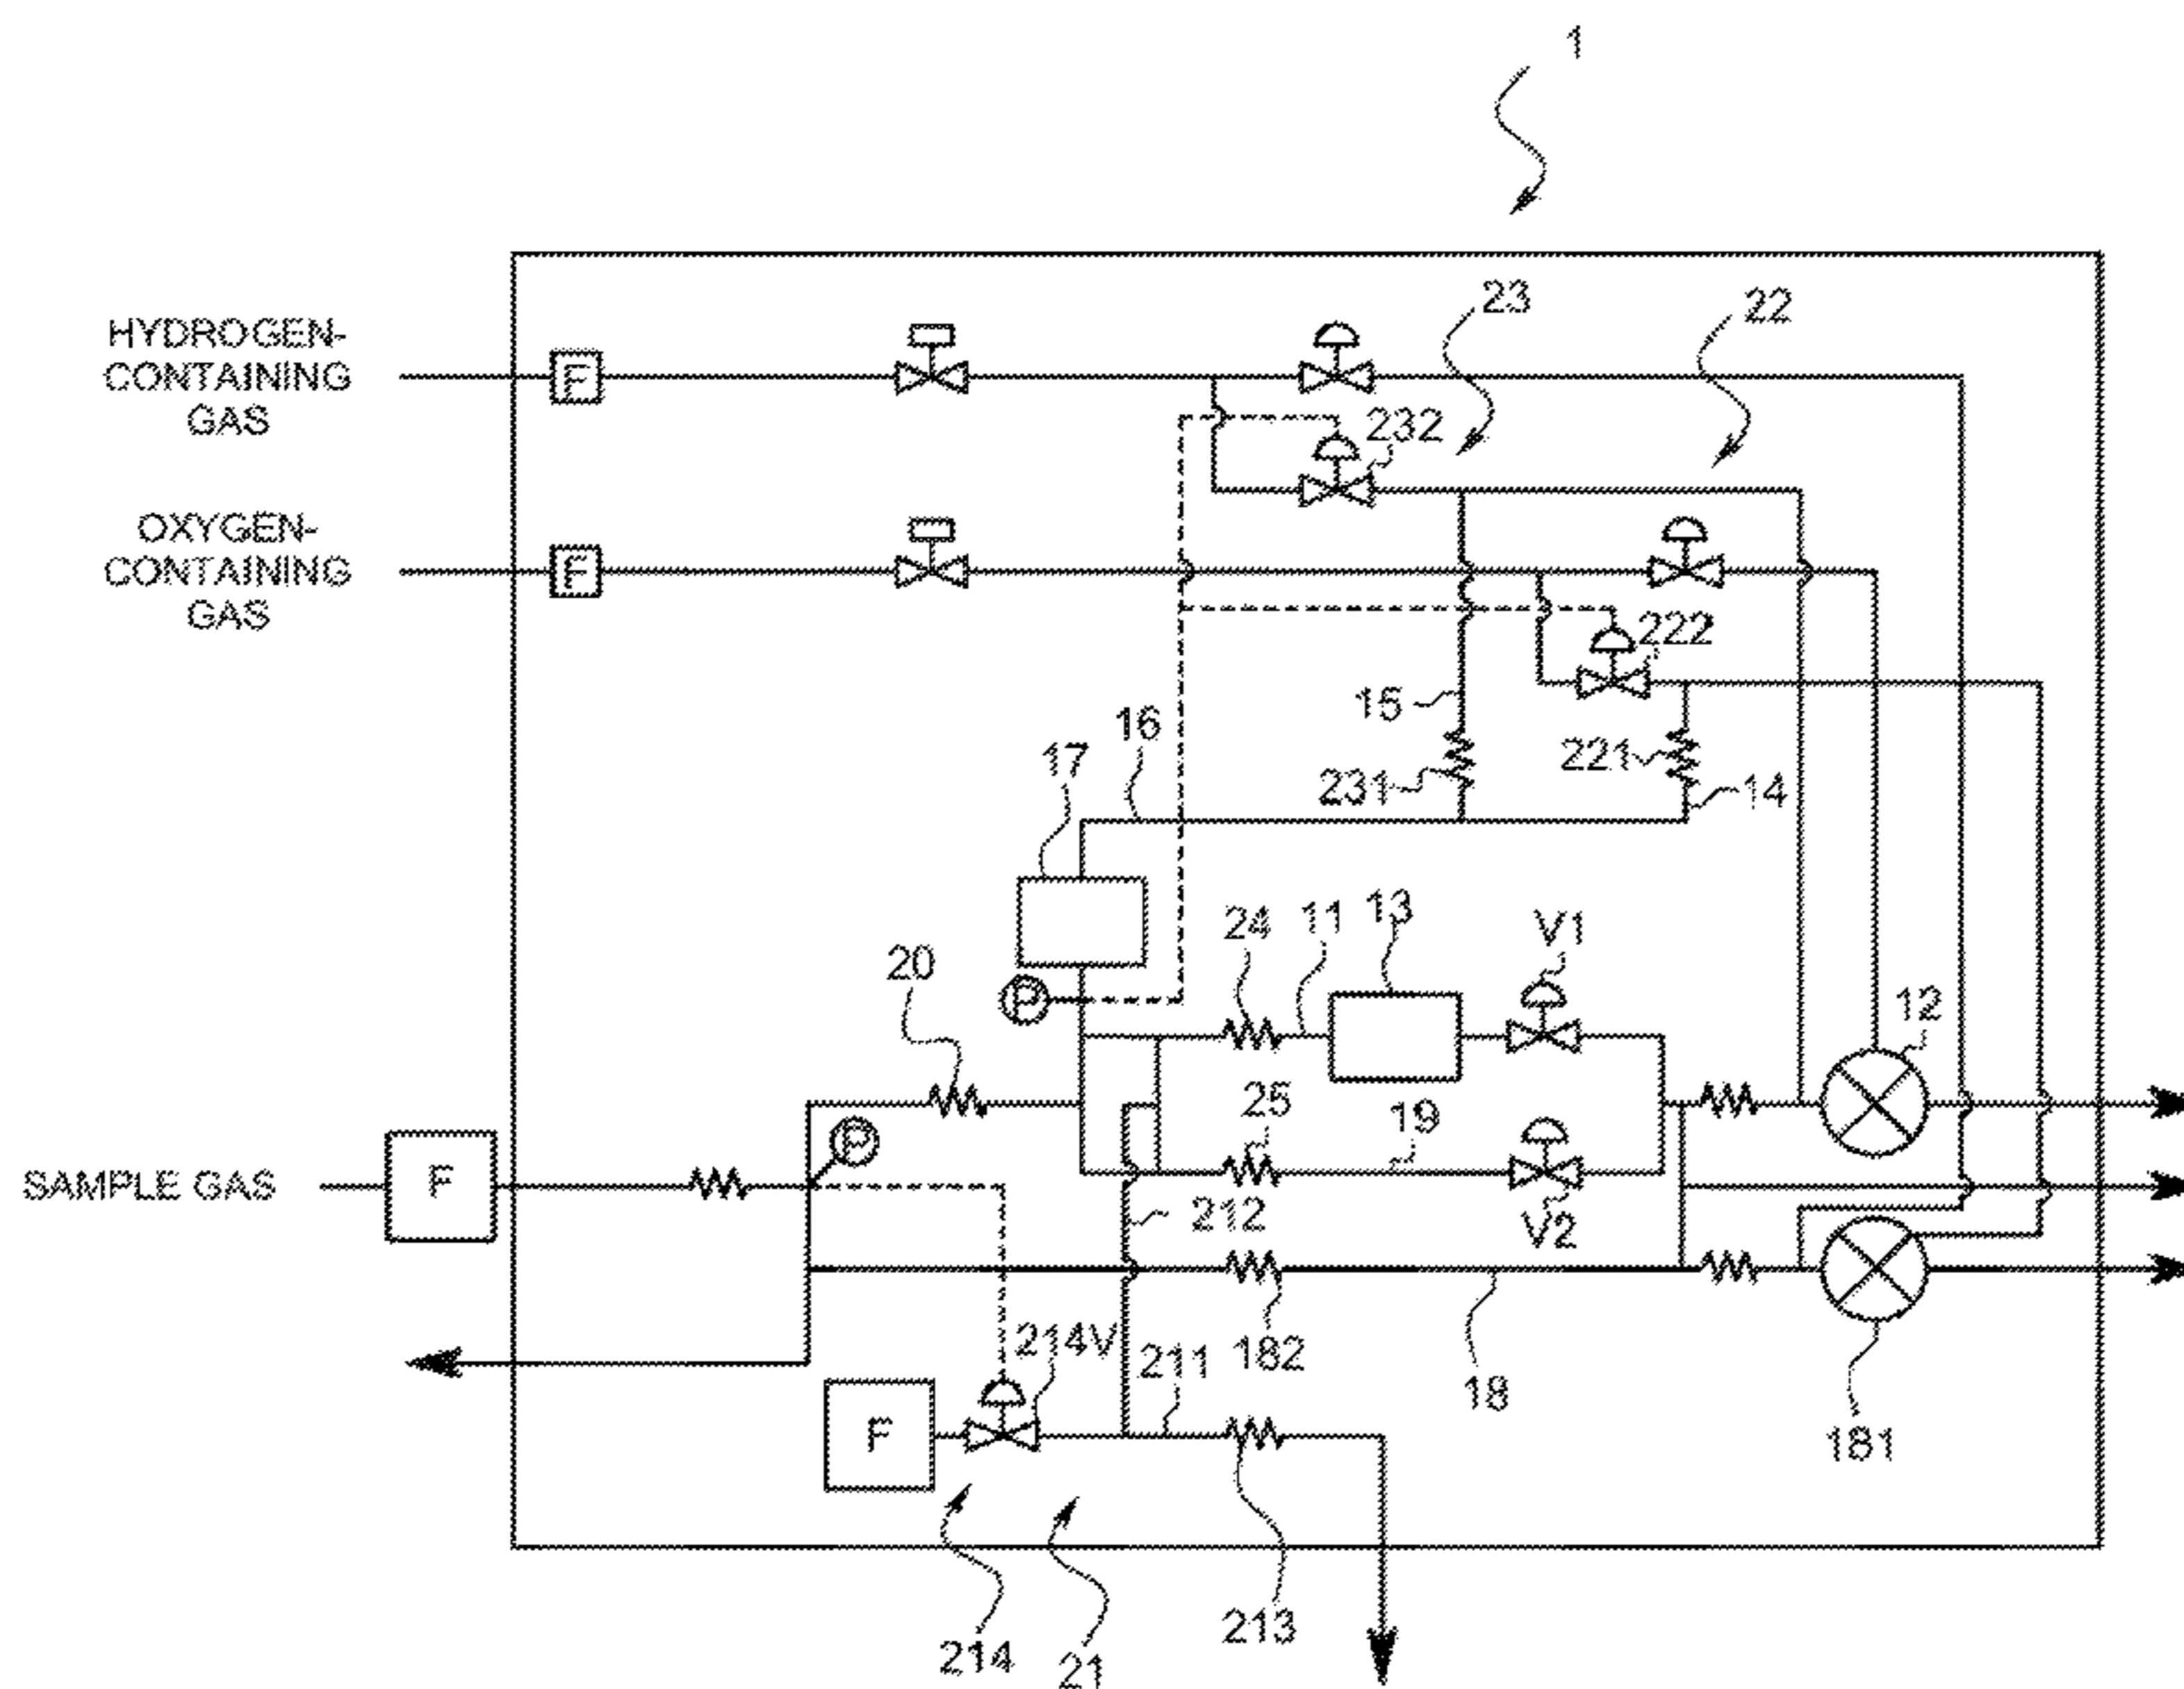 1
23
22
HYDROGEN-
CONTAINING
GAS
F
232
OXYGEN-
CONTAINING
GAS
F
222
15
16
17
231
221
14
24
11
13
V1
20
P
12
25
19
P
SAMPLE GAS
F
212
V2
214V
211
182
18
F
181
214
21
213